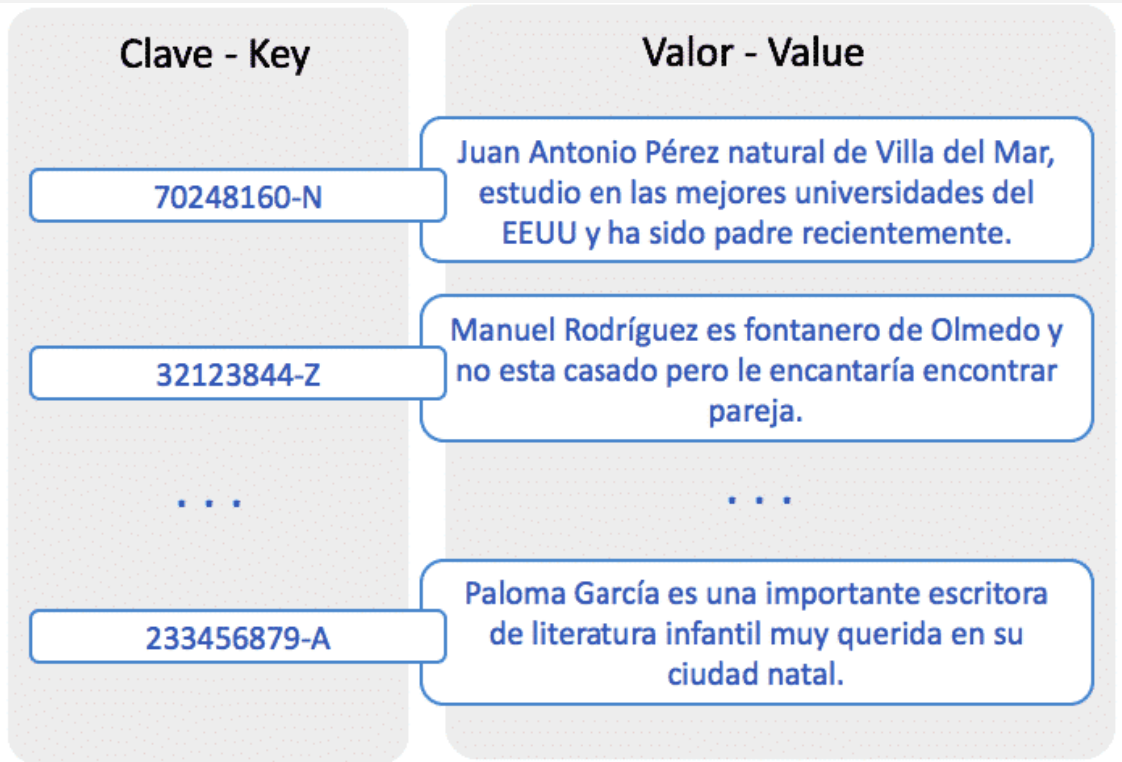 Clave - Key
Valor - Value
70248160-N
Juan Antonio Pérez natural de Villa del Mar,
estudio en las mejores universidades del
EEUU y ha sido padre recientemente.
32123844-Z
Manuel Rodríguez es fontanero de Olmedo y
no esta casado pero le encantaría encontrar
pareja.
. . .
. . .
233456879-A
Paloma García es una importante escritora
de literatura infantil muy querida en su
ciudad natal.